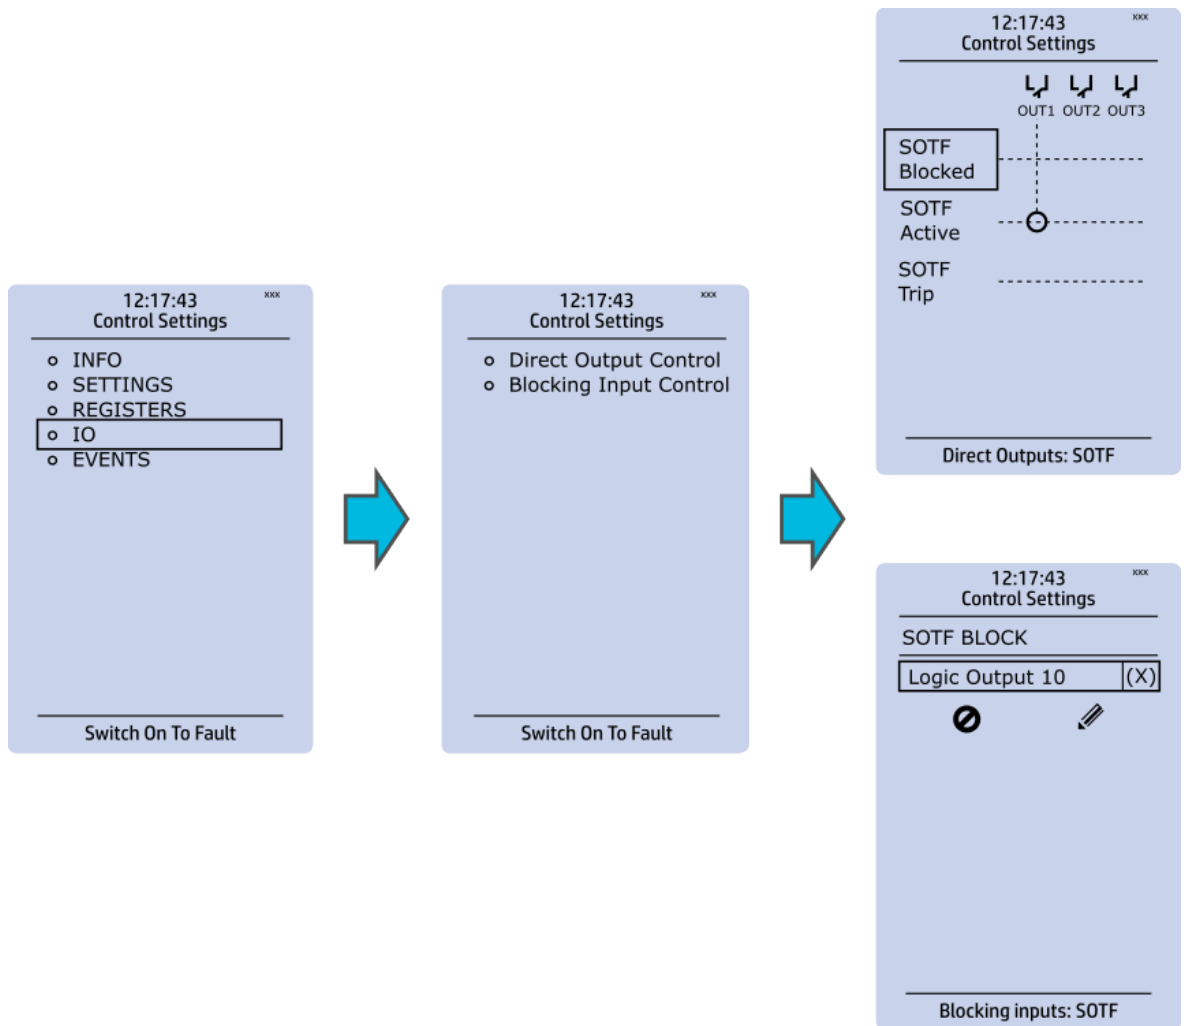 12:17:43 xxx
Control Settings
INFO
SETTINGS
REGISTERS
IO
EVENTS
Switch On To Fault
12:17:43 xxx
Control Settings
Direct Output Control
Blocking Input Control
Switch On To Fault
12:17:43 xxx
Control Settings
OUT1 OUT2 OUT3
SOTF
Blocked
SOTF
Active
SOTF
Trip
Direct Outputs: SOTF
12:17:43 xxx
Control Settings
SOTF BLOCK
Logic Output 10 (X)
Blocking inputs: SOTF